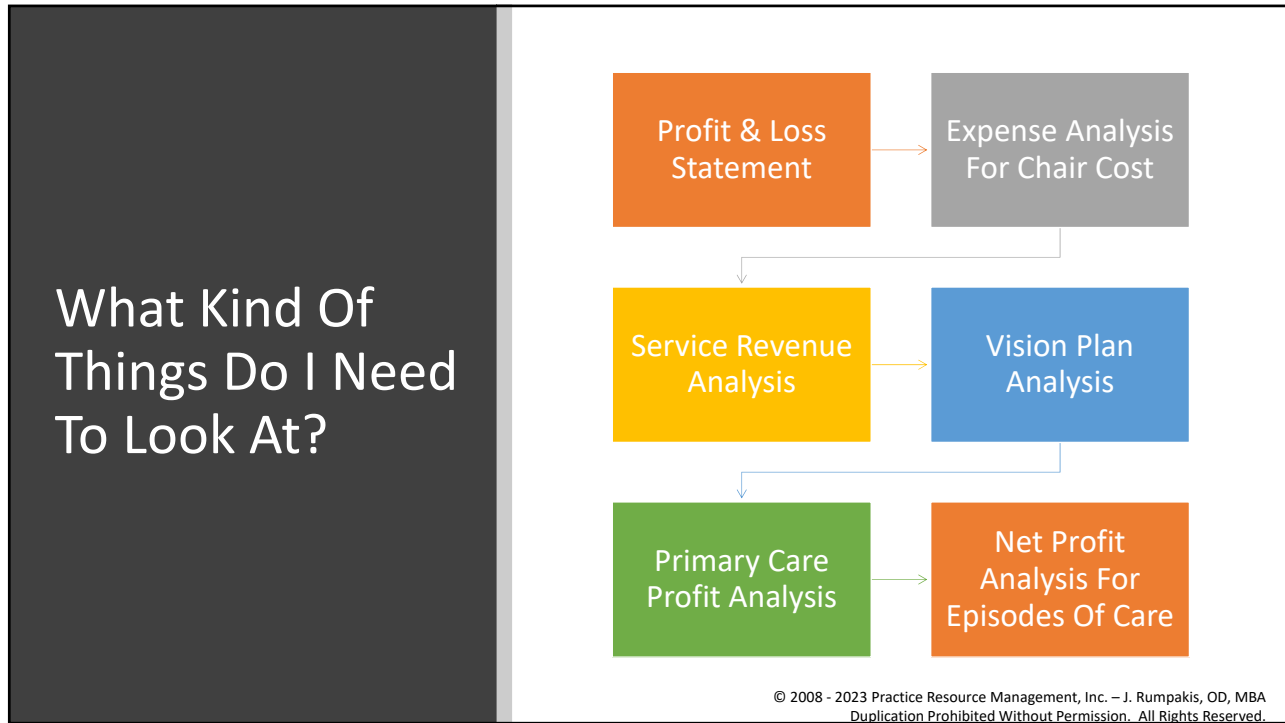 What Kind Of
Things Do I Need
To Look At?
Profit & Loss
Statement
Expense Analysis
For Chair Cost
Service Revenue
Analysis
Vision Plan
Analysis
Primary Care
Profit Analysis
Net Profit
Analysis For
Episodes Of Care
© 2008 - 2023 Practice Resource Management, Inc. – J. Rumpakis, OD, MBA
Duplication Prohibited Without Permission.  All Rights Reserved.